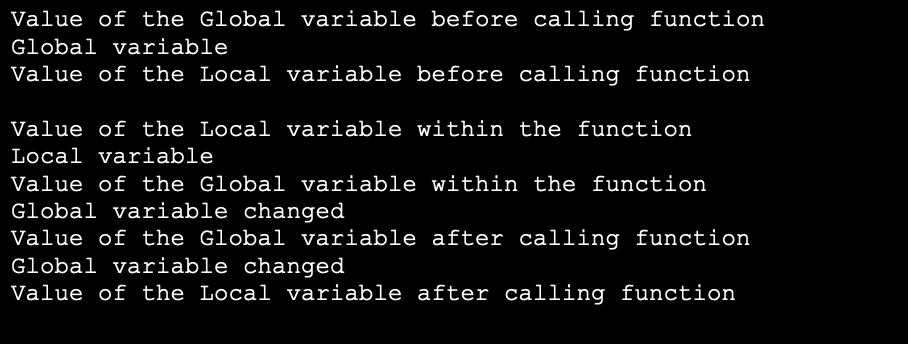 Value of the Global variable before calling function
Global variable
Value of the Local variable before calling function
Value of the Local variable within the function
Local variable
Value of the Global variable within the function
Global variable changed
Value of the Global variable after calling function
Global variable changed
Value of the Local variable after calling function